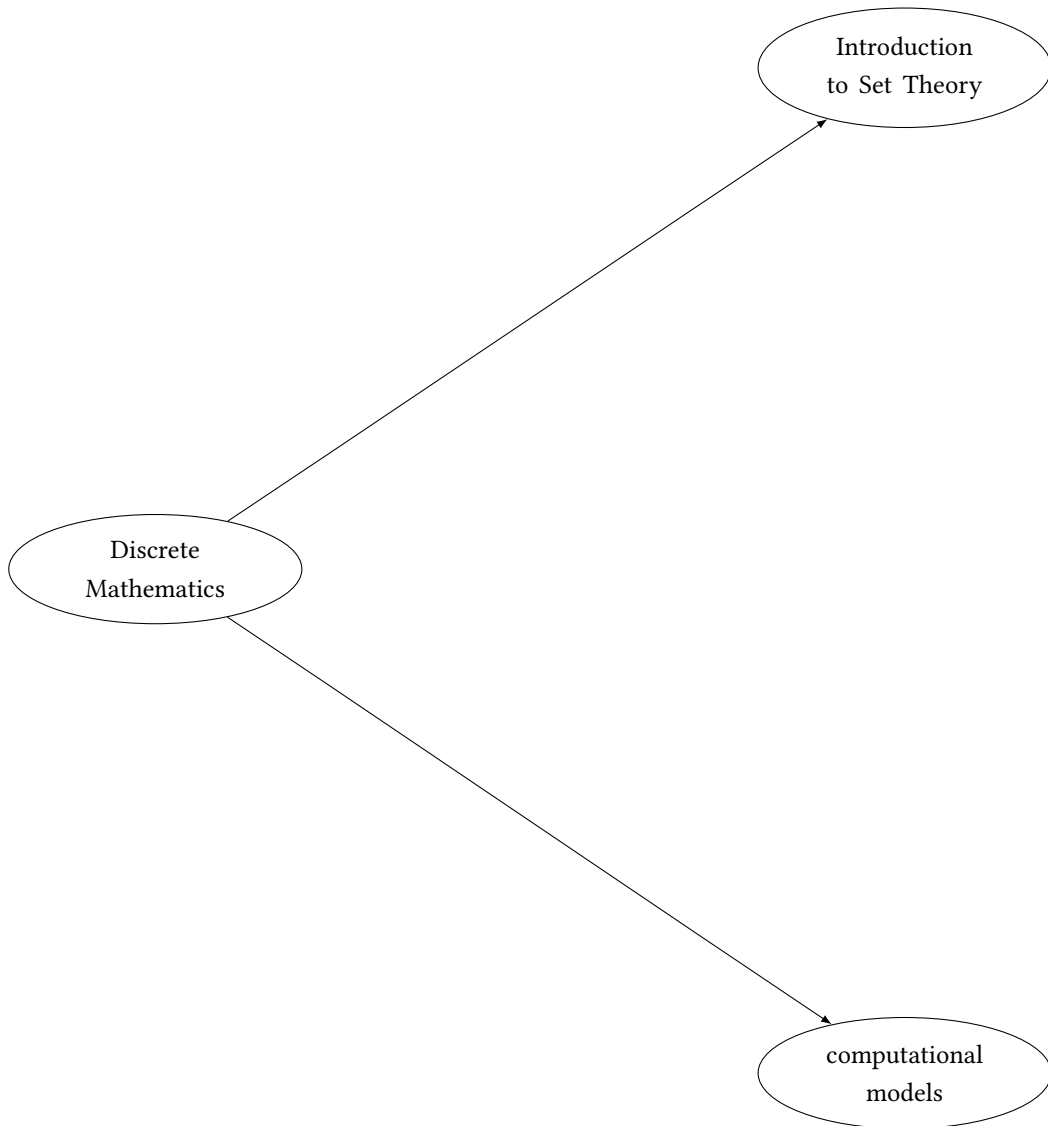 Introduction
to Set Theory
Discrete
Mathematics
computational
models